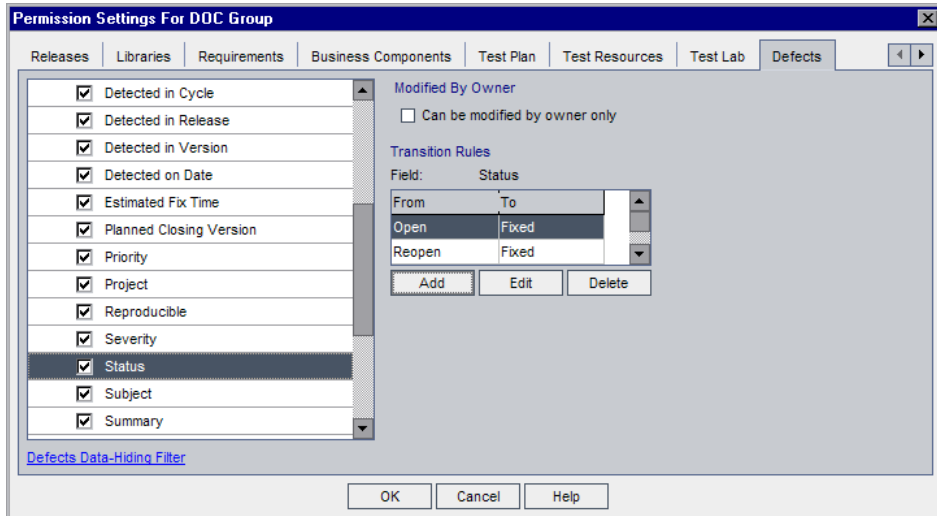 Permission Settings For DOC Group
Releases Libraries Requirements Business Components Test Plan Test Resources Test Lab Defects
Detected in Cycle
Detected in Release
Detected in Version
Detected on Date
Estimated Fix Time
Planned Closing Version
Priority
Project
Reproducible
Severity
Status
Subject
Summary
Defects Data-Hiding Filter
Modified By Owner
Can be modified by owner only
Transition Rules
Field: Status
From To
Open Fixed
Reopen Fixed
Add Edit Delete
OK Cancel Help